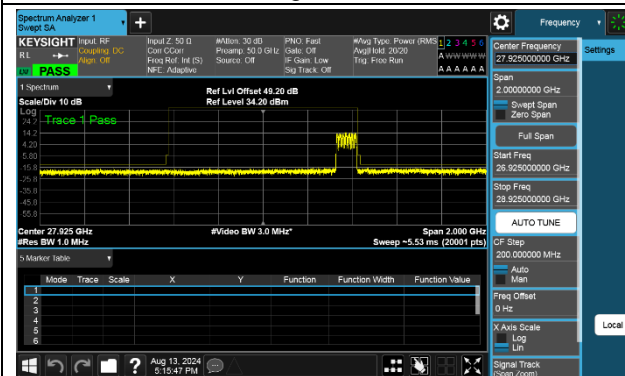 Spectrum Analyzer 1
Swept SA
Frequency
KEYSIGHT Input: RF
RL
Coupling: DC
Align: Off
Input Z: 50 Ω
Corr CCorr
Freq Ref: Int (S)
NFE: Adaptive
#Atten: 30 dB
Preamp: 50.0 GHz
Source: Off
PNO: Fast
Gate: Off
IF Gain: Low
Sig Track: Off
#Avg Type: Power (RMS
Avg|Hold: 20/20
Trig: Free Run
1 2 3 4 5 6
A W W W W W
A A A A A A
PASS
1 Spectrum
Scale/Div 10 dB
Ref Lvl Offset 49.20 dB
Ref Level 34.20 dBm
Log
Trace 1 Pass
24.2
14.2
4.20
-5.80
-15.8
-25.8
-35.8
-45.8
-55.8
Center 27.925 GHz
#Res BW 1.0 MHz
#Video BW 3.0 MHz*
Span 2.000 GHz
Sweep ~5.53 ms (20001 pts)
5 Marker Table
Mode Trace Scale X Y Function Function Width Function Value
1
2
3
4
5
6
Aug 13, 2024
5:15:47 PM
Center Frequency
27.925000000 GHz
Settings
Span
2.00000000 GHz
Swept Span
Zero Span
Full Span
Start Freq
26.925000000 GHz
Stop Freq
28.925000000 GHz
AUTO TUNE
CF Step
200.000000 MHz
Auto
Man
Freq Offset
0 Hz
X Axis Scale
Log
Lin
Local
Signal Track
(Span Zoom)